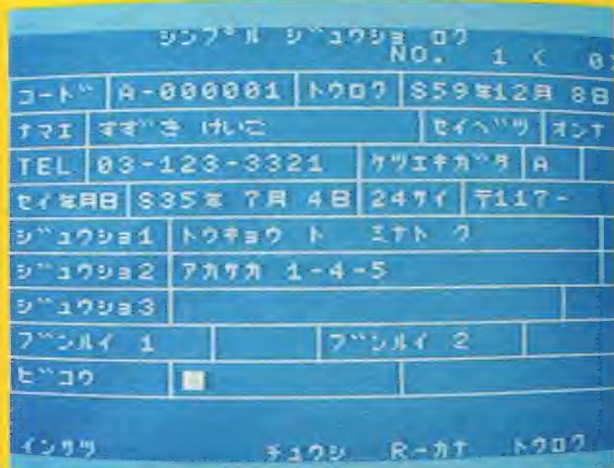 シンプル ジュウショ ロク
NO. 1 ( 0)
コード A-000001 トウロク S59年12月 8日
ナマエ すずき けいこ セイベツ オンナ
TEL 03-123-3321 ケツエキガタ A
セイ年月日 S35年 7月 4日 24サイ 〒117-
ジュウショ1 トウキョウ ト ミナト ク
ジュウショ2 アカサカ 1-4-5
ジュウショ3
ブンルイ 1 ブンルイ 2
ビコウ
インサツ チュウシ R-カナ トウロク